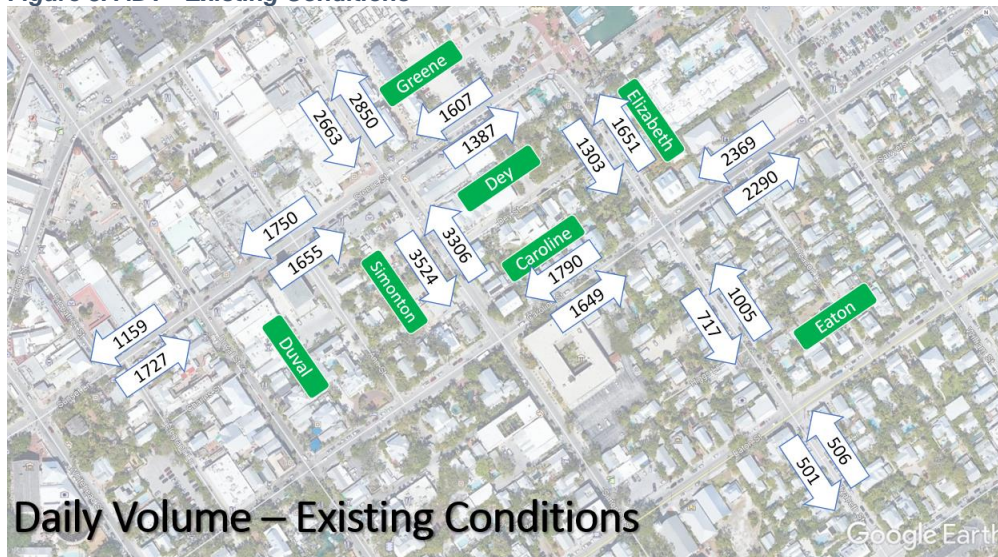 Greene
2850
2663
1607
1387
Elizabeth
1651
1303
2369
2290
Dey
1750
1655
3306
3524
Simonton
Caroline
1790
1649
1159
1727
Duval
1005
717
Eaton
506
501
Daily Volume – Existing Conditions
Google Eart